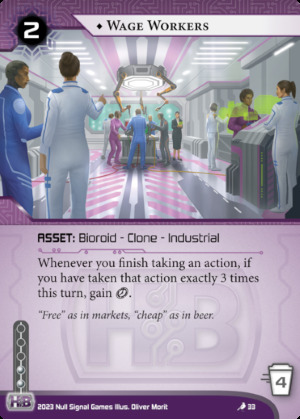 2
♦ Wage Workers
ASSET: Bioroid - Clone - Industrial
Whenever you finish taking an action, if
you have taken that action exactly 3 times
this turn, gain .
“Free” as in markets, “cheap” as in beer.
HB
4
HB
2023 Null Signal Games Illus. Oliver Morit
33